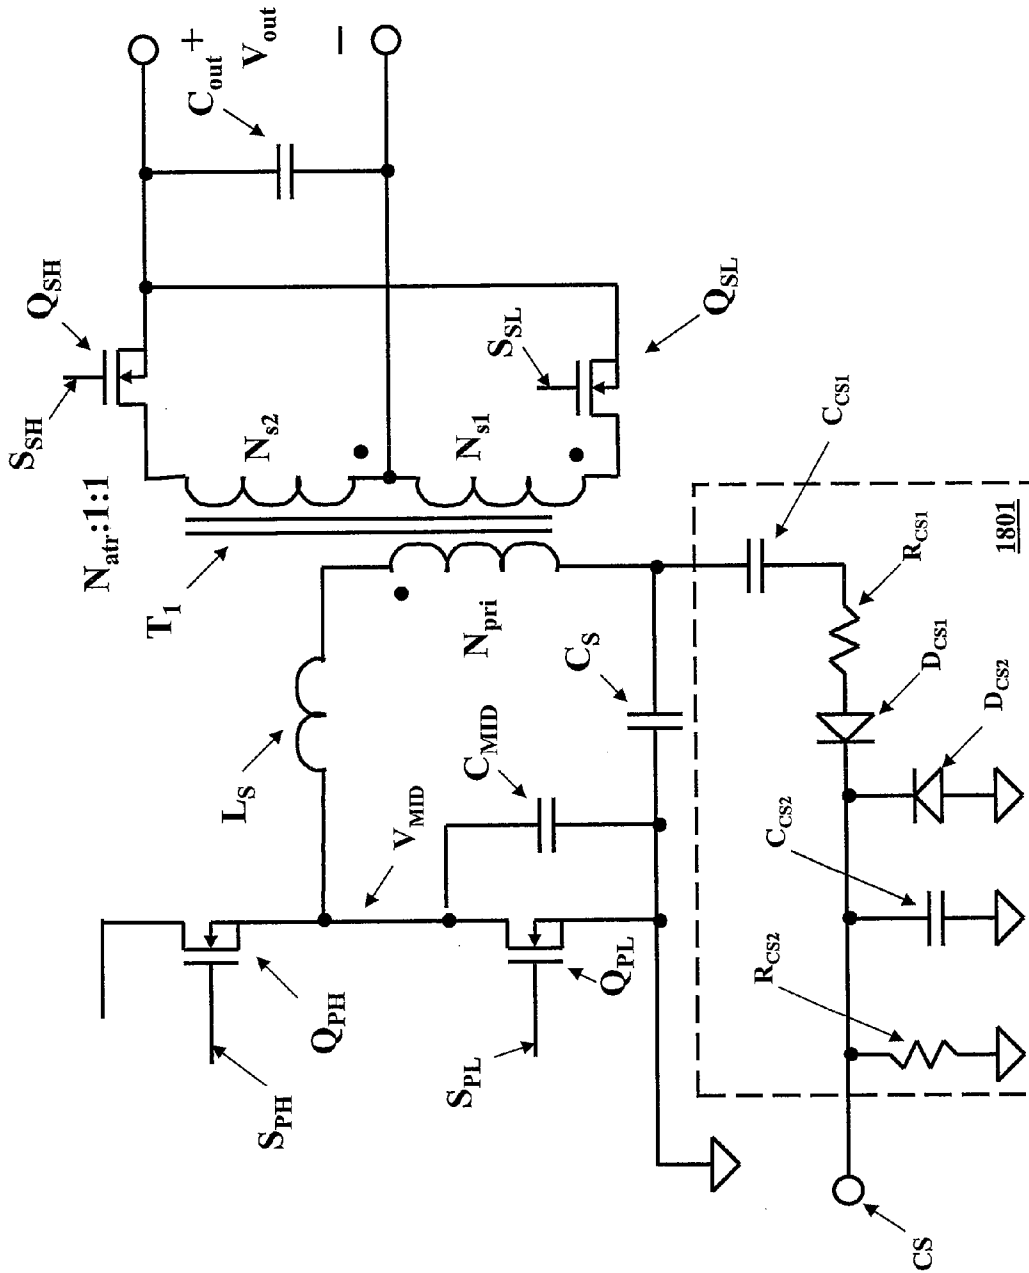 S_SH
Q_SH
C_out
+
V_out
−
N_atr:1:1
T_1
N_s2
N_s1
S_SL
Q_SL
L_S
N_pri
V_MID
C_MID
C_S
Q_PH
S_PH
Q_PL
S_PL
C_CS1
R_CS1
1801
D_CS1
D_CS2
C_CS2
R_CS2
CS